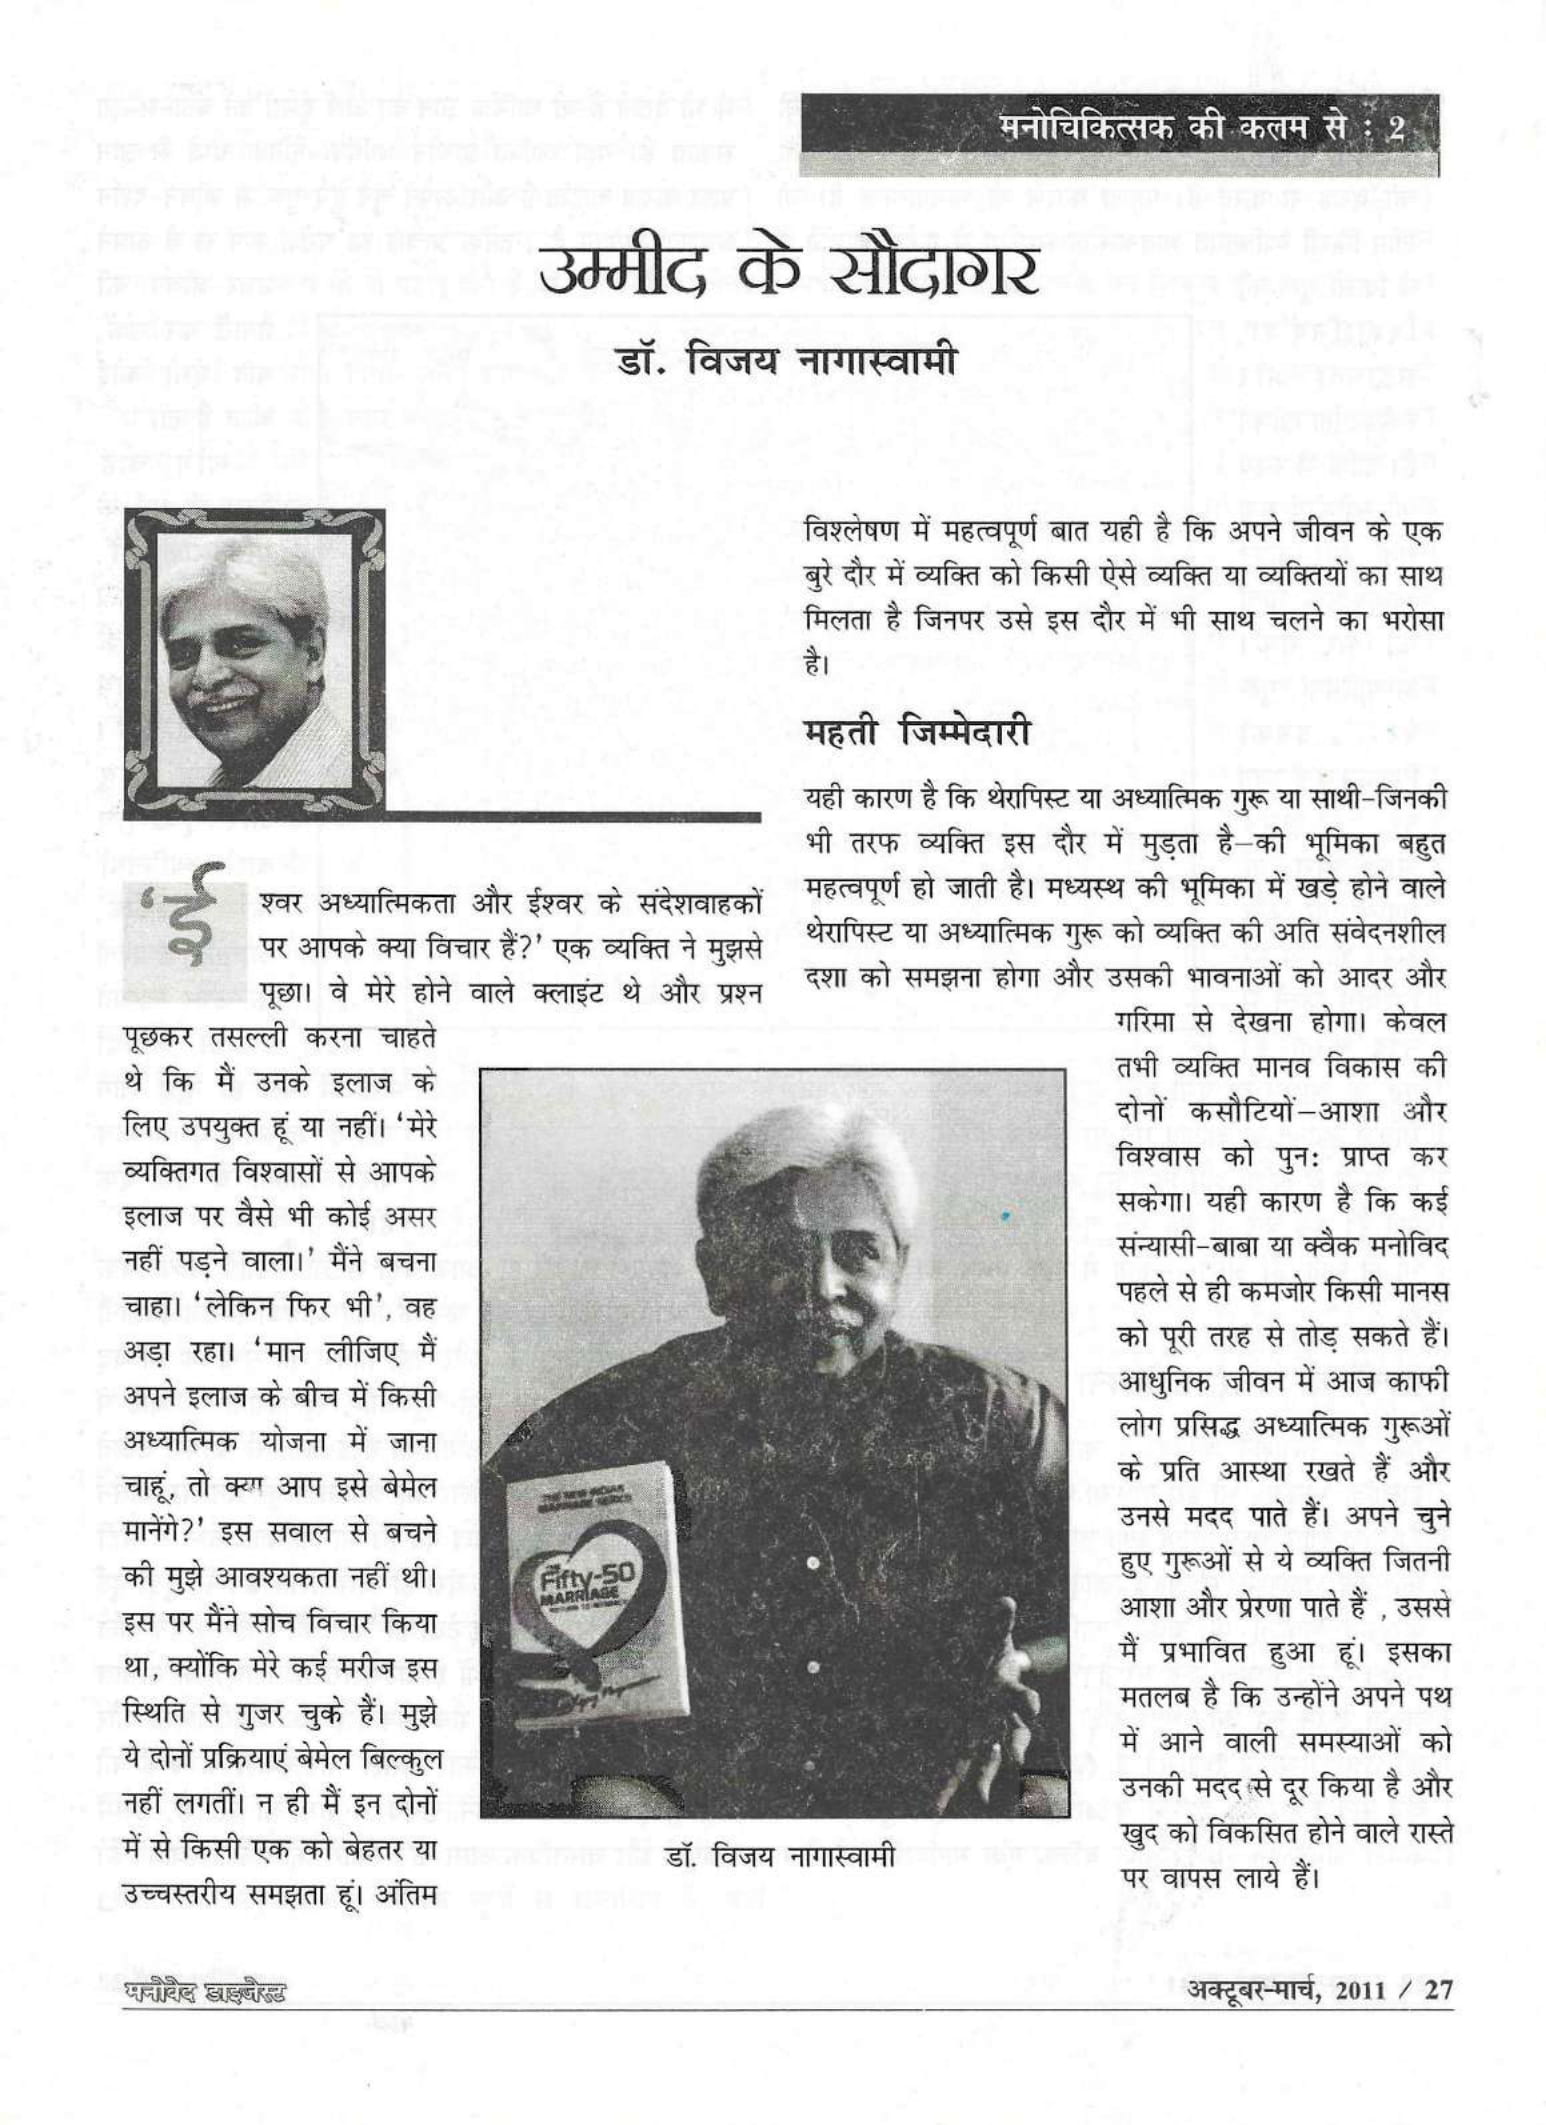 मनोचिकित्सक की कलम से : 2
उम्मीद के सौदागर
डॉ. विजय नागास्वामी
‘ईश्वर अध्यात्मिकता और ईश्वर के संदेशवाहकों
पर आपके क्या विचार हैं?’ एक व्यक्ति ने मुझसे
पूछा। वे मेरे होने वाले क्लाइंट थे और प्रश्न
पूछकर तसल्ली करना चाहते
थे कि मैं उनके इलाज के
लिए उपयुक्त हूं या नहीं। ‘मेरे
व्यक्तिगत विश्वासों से आपके
इलाज पर वैसे भी कोई असर
नहीं पड़ने वाला।’ मैंने बचना
चाहा। ‘लेकिन फिर भी’, वह
अड़ा रहा। ‘मान लीजिए मैं
अपने इलाज के बीच में किसी
अध्यात्मिक योजना में जाना
चाहूं, तो क्या आप इसे बेमेल
मानेंगे?’ इस सवाल से बचने
की मुझे आवश्यकता नहीं थी।
इस पर मैंने सोच विचार किया
था, क्योंकि मेरे कई मरीज इस
स्थिति से गुजर चुके हैं। मुझे
ये दोनों प्रक्रियाएं बेमेल बिल्कुल
नहीं लगतीं। न ही मैं इन दोनों
में से किसी एक को बेहतर या
उच्चस्तरीय समझता हूं। अंतिम
विश्लेषण में महत्वपूर्ण बात यही है कि अपने जीवन के एक
बुरे दौर में व्यक्ति को किसी ऐसे व्यक्ति या व्यक्तियों का साथ
मिलता है जिनपर उसे इस दौर में भी साथ चलने का भरोसा
है।
महती जिम्मेदारी
यही कारण है कि थेरापिस्ट या अध्यात्मिक गुरू या साथी-जिनकी
भी तरफ व्यक्ति इस दौर में मुड़ता है–की भूमिका बहुत
महत्वपूर्ण हो जाती है। मध्यस्थ की भूमिका में खड़े होने वाले
थेरापिस्ट या अध्यात्मिक गुरू को व्यक्ति की अति संवेदनशील
दशा को समझना होगा और उसकी भावनाओं को आदर और
गरिमा से देखना होगा। केवल
तभी व्यक्ति मानव विकास की
दोनों कसौटियों–आशा और
विश्वास को पुनः प्राप्त कर
सकेगा। यही कारण है कि कई
संन्यासी-बाबा या क्वैक मनोविद
पहले से ही कमजोर किसी मानस
को पूरी तरह से तोड़ सकते हैं।
आधुनिक जीवन में आज काफी
लोग प्रसिद्ध अध्यात्मिक गुरूओं
के प्रति आस्था रखते हैं और
उनसे मदद पाते हैं। अपने चुने
हुए गुरूओं से ये व्यक्ति जितनी
आशा और प्रेरणा पाते हैं , उससे
मैं प्रभावित हुआ हूं। इसका
मतलब है कि उन्होंने अपने पथ
में आने वाली समस्याओं को
उनकी मदद से दूर किया है और
खुद को विकसित होने वाले रास्ते
पर वापस लाये हैं।
THE NEW INDIAN
MARRIAGE SERIES
Fifty-50
MARRIAGE
डॉ. विजय नागास्वामी
मनोवेद डाइजेस्ट
अक्टूबर-मार्च, 2011 / 27